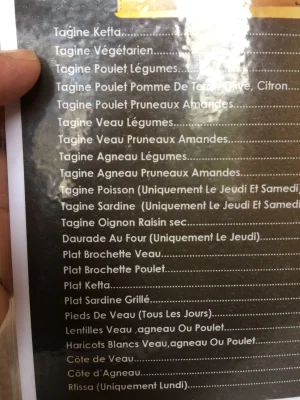 Tagine Kefta...............
Tagine Végétarien...............
Tagine Poulet Légumes...............
Tagine Poulet Pomme De Terre Olive, Citron....
Tagine Poulet Pruneaux Amandes...............
Tagine Veau Légumes...............
Tagine Veau Pruneaux Amandes...............
Tagine Agneau Légumes...............
Tagine Agneau Pruneaux Amandes...............
Tagine Poisson (Uniquement Le Jeudi Et Samedi)
Tagine Sardine (Uniquement Le Jeudi Et Samedi
Tagine Oignon Raisin sec...............
Daurade Au Four (Uniquement Le Jeudi)...............
Plat Brochette Veau...............
Plat Brochette Poulet...............
Plat Kefta...............
Plat Sardine Grillé...............
Pieds De Veau (Tous Les Jours)...............
Lentilles Veau ,agneau Ou Poulet...............
Haricots Blancs Veau,agneau Ou Poulet...............
Côte de Veau...............
Côte d'Agneau...............
Rfissa (Uniquement Lundi)...............